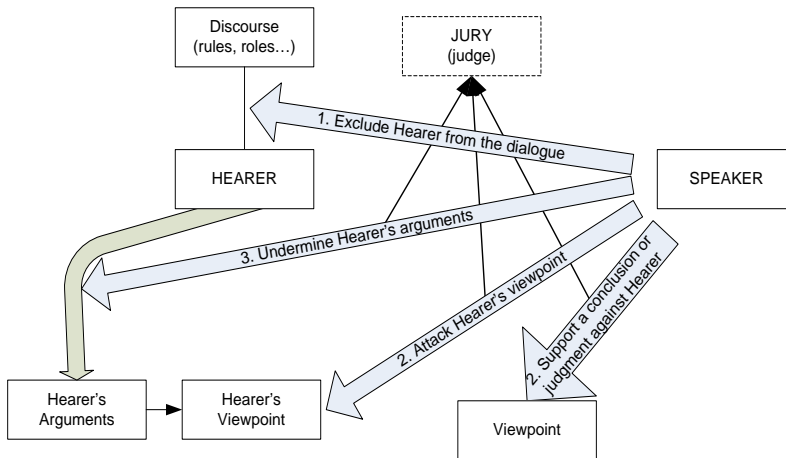 Discourse
(rules, roles…)
JURY
(judge)
1. Exclude Hearer from the dialogue
HEARER
SPEAKER
3. Undermine Hearer's arguments
2. Attack Hearer's viewpoint
2. Support a conclusion or
judgment against Hearer
Hearer's
Arguments
Hearer's
Viewpoint
Viewpoint